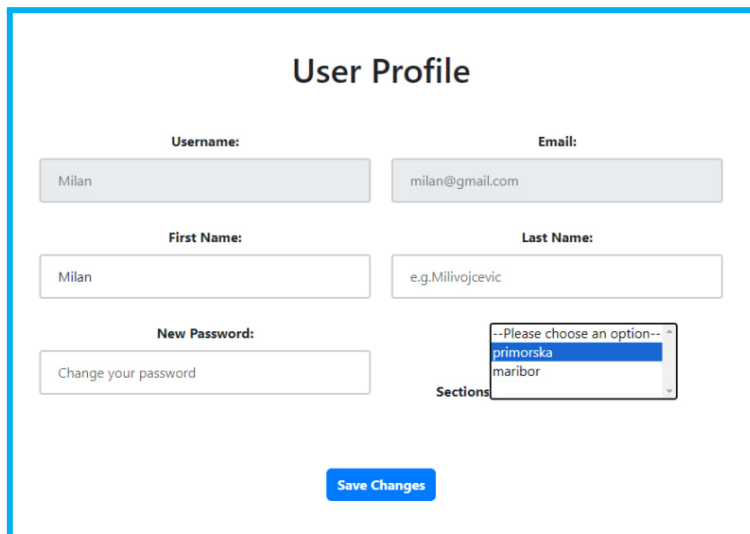 User Profile
Username:
Email:
Milan
milan@gmail.com
First Name:
Last Name:
Milan
e.g.Milivojcevic
New Password:
Change your password
--Please choose an option--
primorska
maribor
Sections
Save Changes